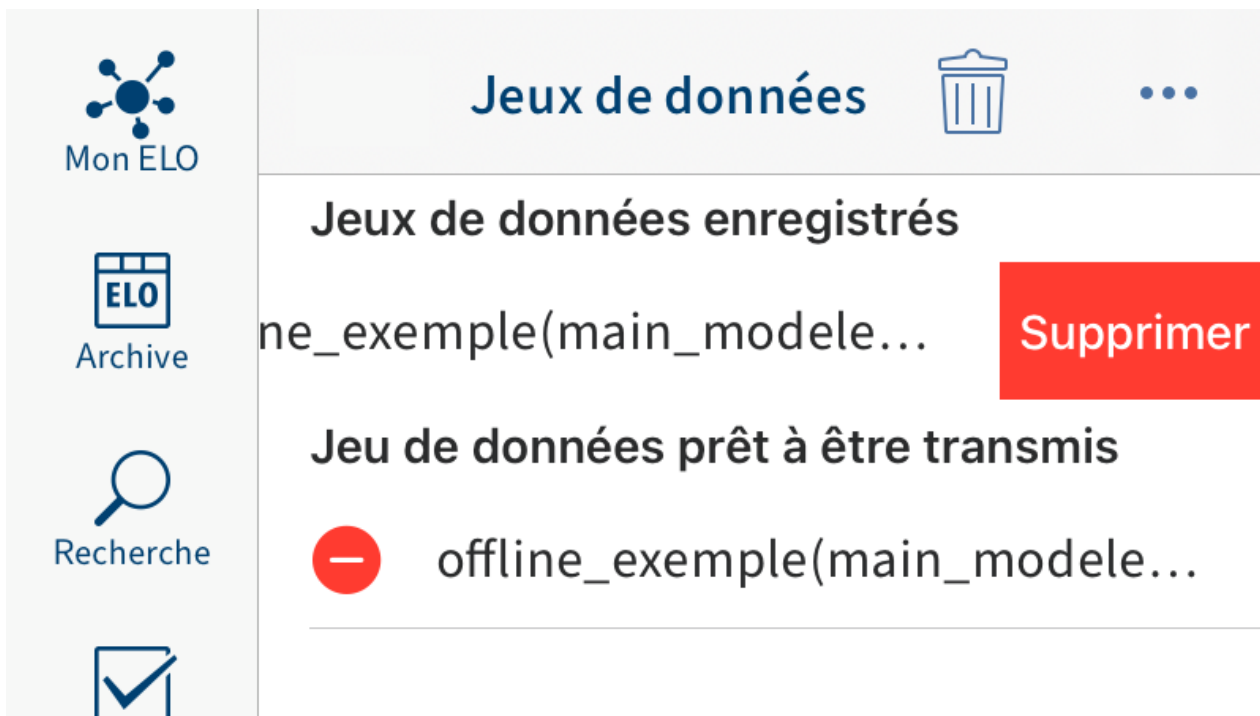 Mon ELO
Jeux de données
Jeux de données enregistrés
ELO
Archive
ne_exemple(main_modele...
Supprimer
Jeu de données prêt à être transmis
Recherche
offline_exemple(main_modele...